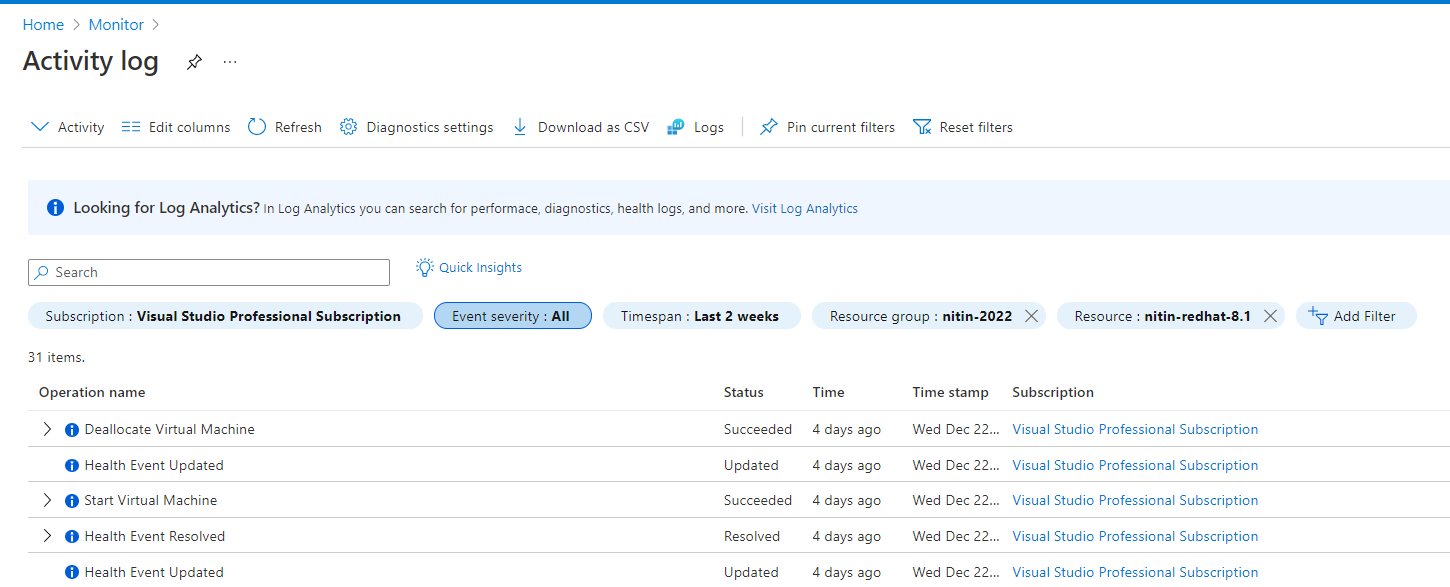 Home > Monitor >
Activity log ...
Activity Edit columns Refresh Diagnostics settings Download as CSV Logs Pin current filters Reset filters
Looking for Log Analytics? In Log Analytics you can search for performace, diagnostics, health logs, and more. Visit Log Analytics
Search Quick Insights
Subscription : Visual Studio Professional Subscription Event severity : All Timespan : Last 2 weeks Resource group : nitin-2022 Resource : nitin-redhat-8.1 Add Filter
31 items.
Operation name Status Time Time stamp Subscription
Deallocate Virtual Machine Succeeded 4 days ago Wed Dec 22... Visual Studio Professional Subscription
Health Event Updated Updated 4 days ago Wed Dec 22... Visual Studio Professional Subscription
Start Virtual Machine Succeeded 4 days ago Wed Dec 22... Visual Studio Professional Subscription
Health Event Resolved Resolved 4 days ago Wed Dec 22... Visual Studio Professional Subscription
Health Event Updated Updated 4 days ago Wed Dec 22... Visual Studio Professional Subscription